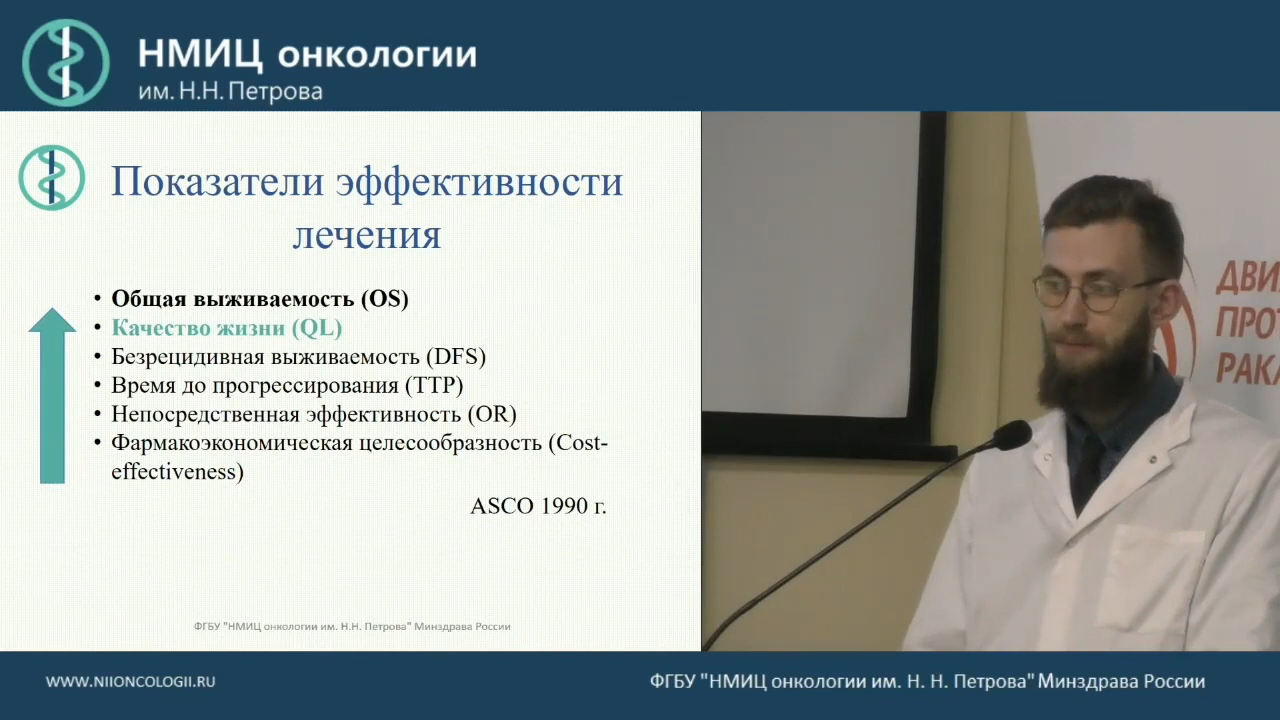 НМИЦ онкологии
им. Н.Н. Петрова
Показатели эффективности
лечения
• Общая выживаемость (OS)
• Качество жизни (QL)
• Безрецидивная выживаемость (DFS)
• Время до прогрессирования (TTP)
• Непосредственная эффективность (OR)
• Фармакоэкономическая целесообразность (Cost-
effectiveness)
ASCO 1990 г.
ФГБУ "НМИЦ онкологии им. Н.Н. Петрова" Минздрава России
ДВИ
ПРО
РАКА
WWW.NIIONCOLOGII.RU
ФГБУ "НМИЦ онкологии им. Н. Н. Петрова" Минздрава России